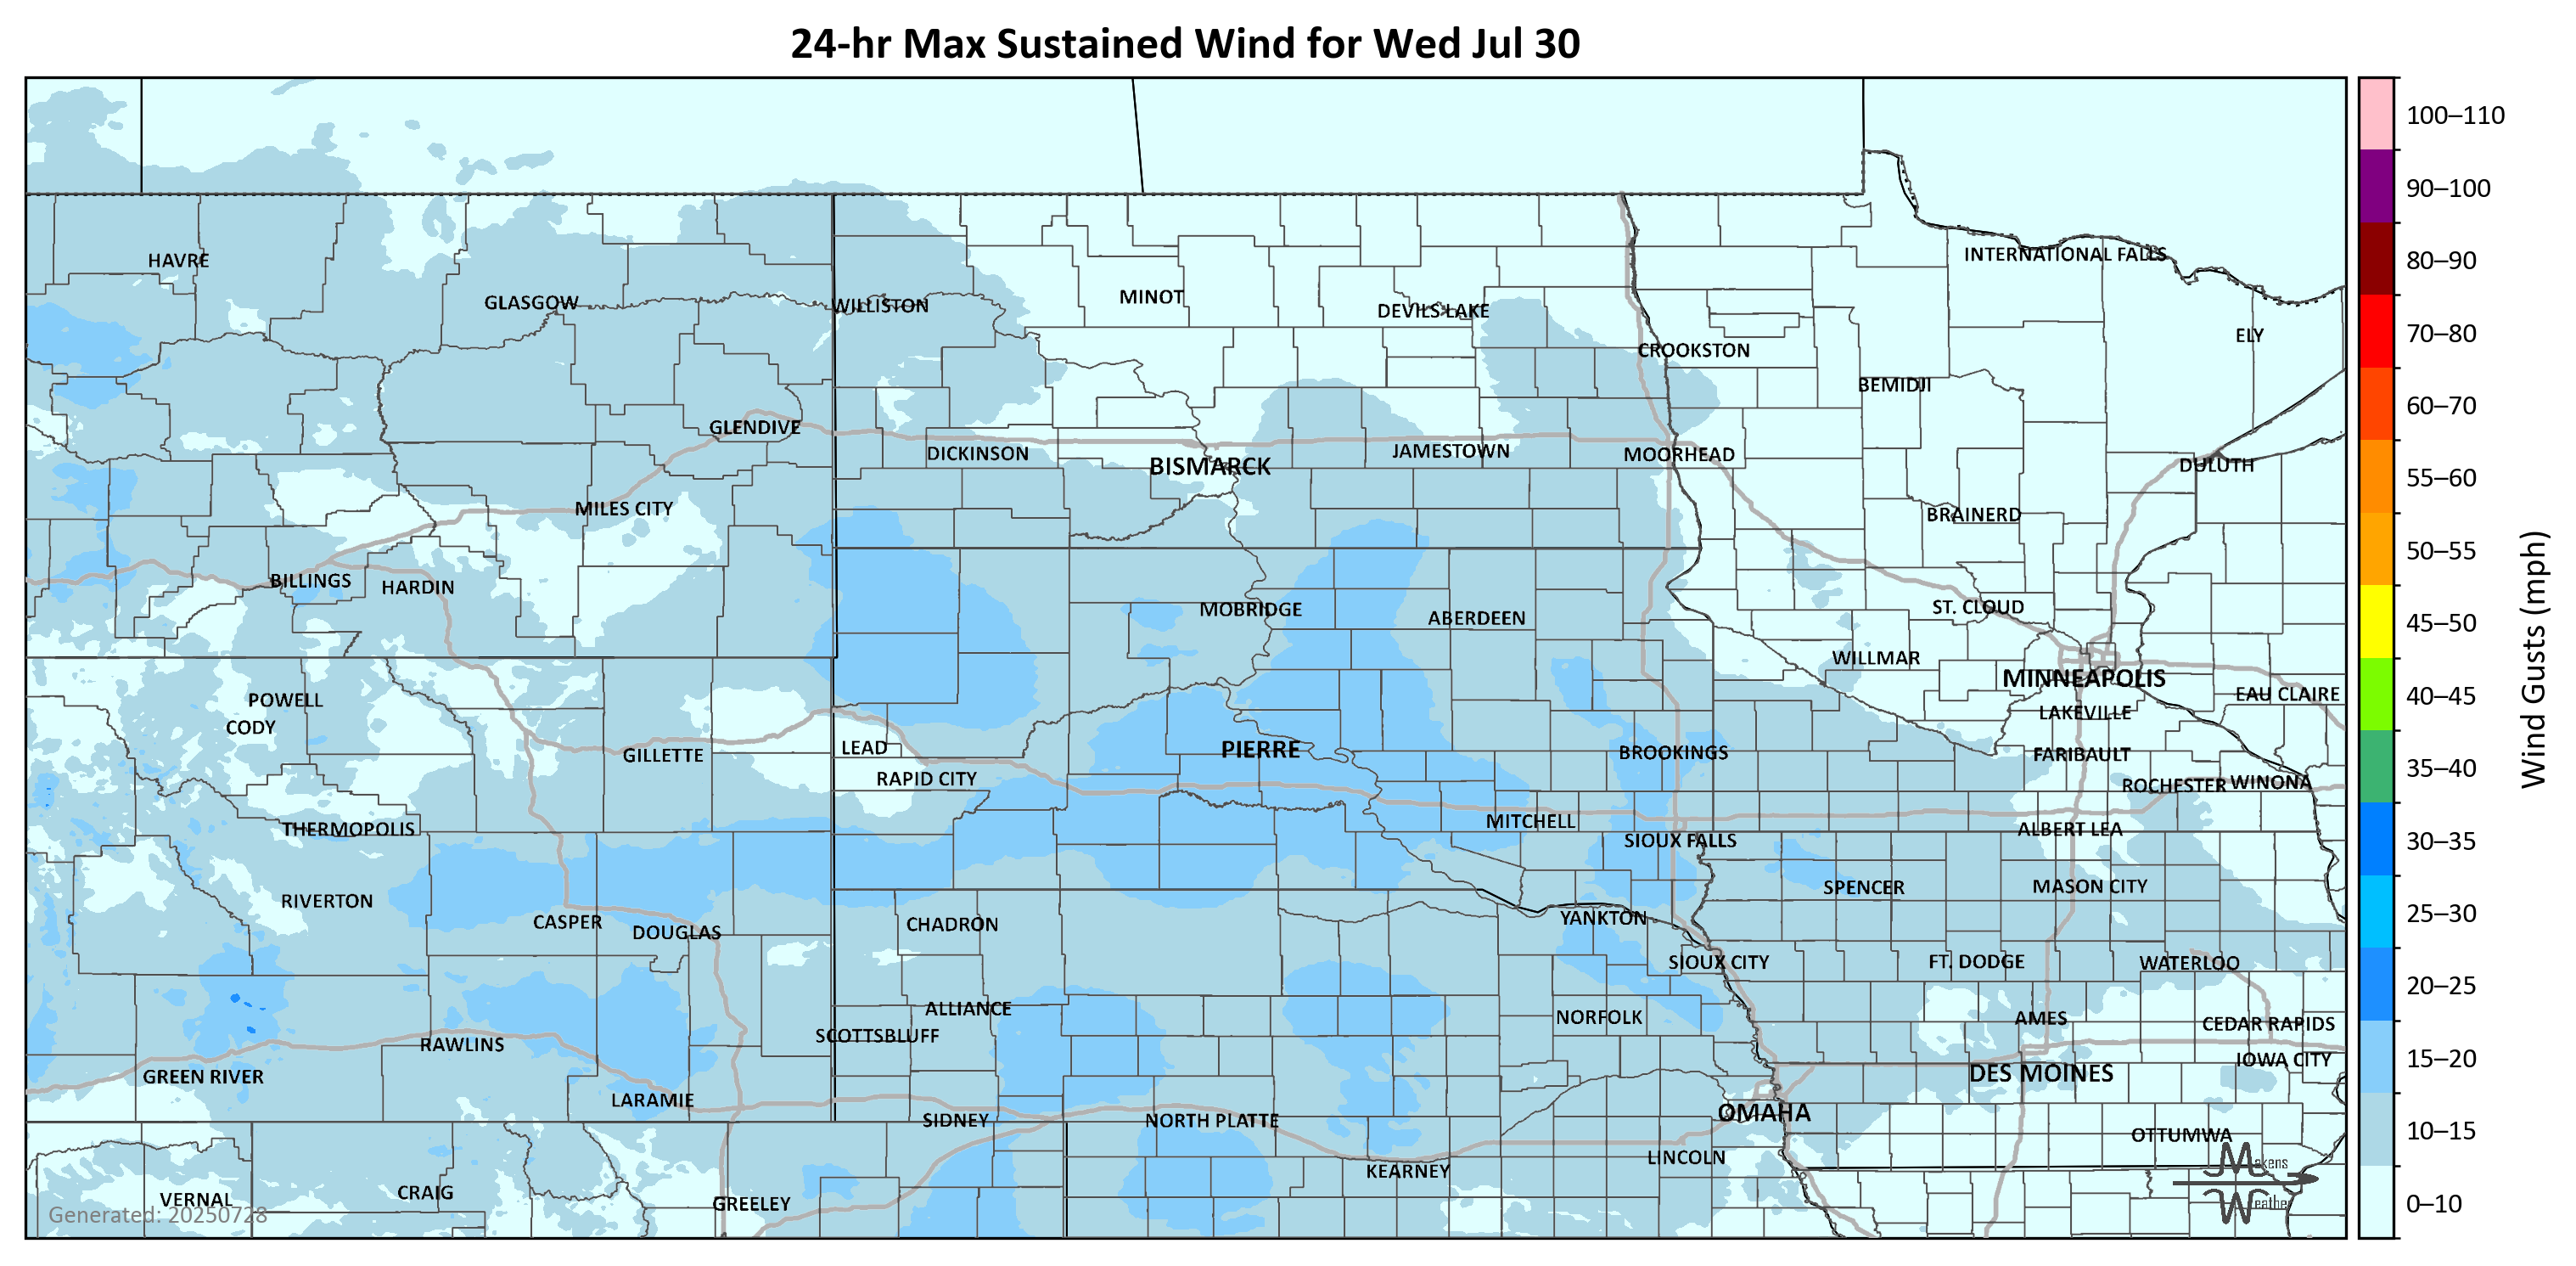 24-hr Max Sustained Wind for Wed Jul 30
100–110
90–100
80–90
70–80
60–70
55–60
50–55
45–50
40–45
35–40
30–35
25–30
20–25
15–20
10–15
0–10
Wind Gusts (mph)
HAVRE
INTERNATIONAL FALLS
GLASGOW
WILLISTON
MINOT
DEVILS LAKE
ELY
CROOKSTON
BEMIDJI
GLENDIVE
DICKINSON
BISMARCK
JAMESTOWN
MOORHEAD
DULUTH
MILES CITY
BRAINERD
BILLINGS
HARDIN
MOBRIDGE
ABERDEEN
ST. CLOUD
WILLMAR
MINNEAPOLIS
EAU CLAIRE
POWELL
CODY
LAKEVILLE
GILLETTE
LEAD
PIERRE
BROOKINGS
FARIBAULT
RAPID CITY
ROCHESTER
WINONA
THERMOPOLIS
MITCHELL
SIOUX FALLS
ALBERT LEA
RIVERTON
SPENCER
MASON CITY
CASPER
DOUGLAS
CHADRON
YANKTON
SIOUX CITY
FT. DODGE
WATERLOO
ALLIANCE
NORFOLK
AMES
CEDAR RAPIDS
SCOTTSBLUFF
RAWLINS
IOWA CITY
GREEN RIVER
DES MOINES
LARAMIE
SIDNEY
NORTH PLATTE
OMAHA
OTTUMWA
LINCOLN
KEARNEY
VERNAL
CRAIG
GREELEY
Generated: 20250728
Makens
Weather